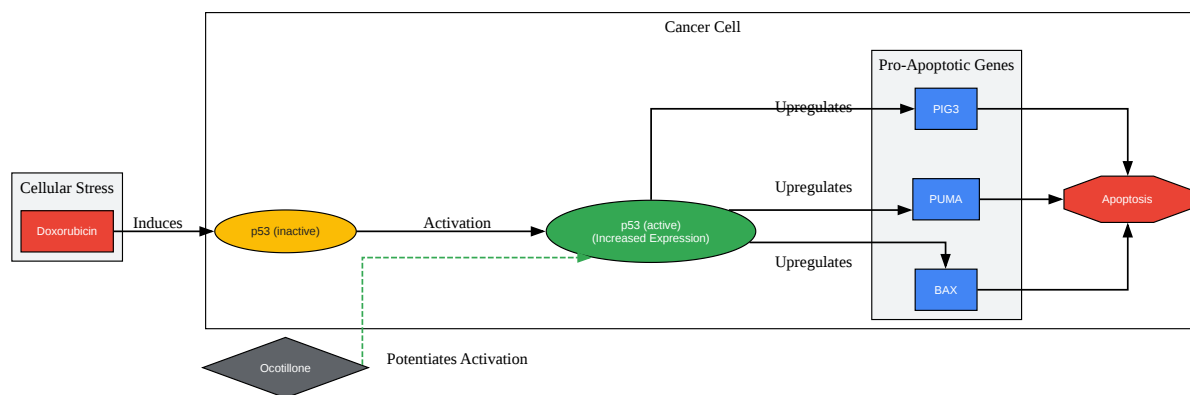 Cancer Cell
Pro-Apoptotic Genes
Upregulates
PIG3
Cellular Stress
Doxorubicin
Induces
p53 (inactive)
Activation
p53 (active)
(Increased Expression)
Upregulates
PUMA
Apoptosis
Upregulates
BAX
Ocotillone
Potentiates Activation